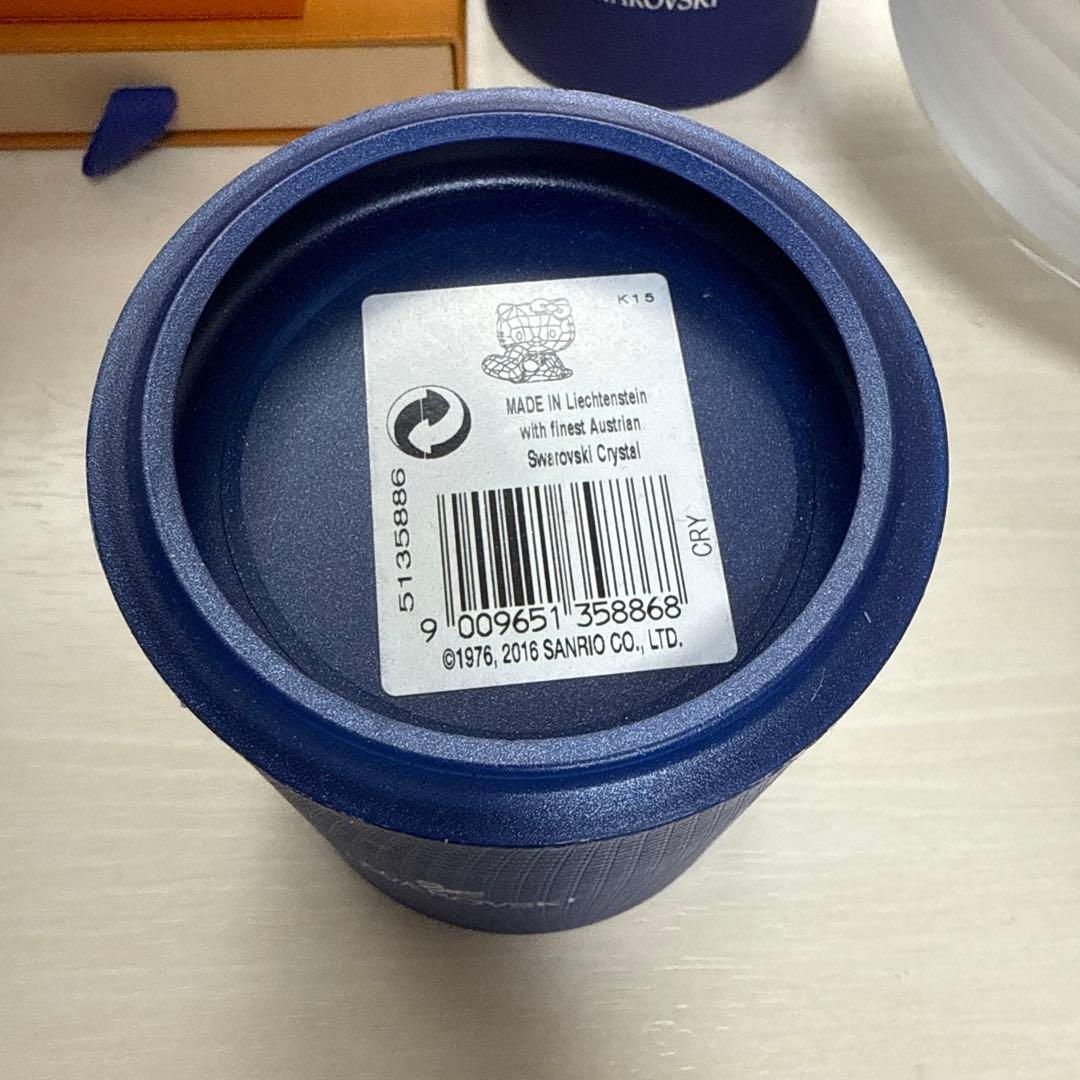 K15
MADE IN Liechtenstein
with finest Austrian
Swarovski Crystal
5135886
CRY
9 009651 358868
©1976, 2016 SANRIO CO., LTD.